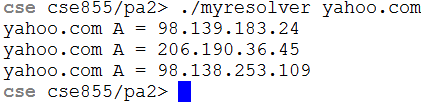 cse cse855/pa2> ./myresolver yahoo.com
yahoo.com A = 98.139.183.24
yahoo.com A = 206.190.36.45
yahoo.com A = 98.138.253.109
cse cse855/pa2>